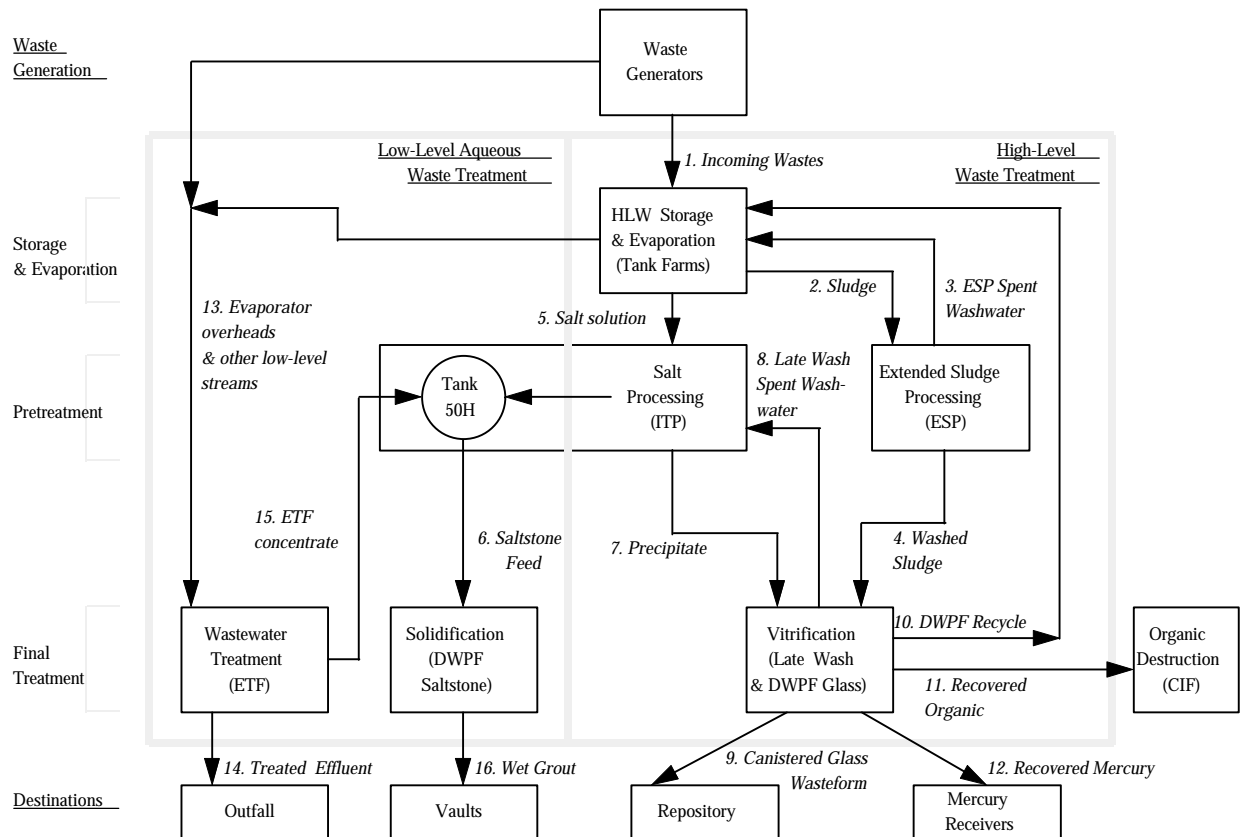 Waste
Generation
Waste
Generators
Low-Level Aqueous
Waste Treatment
High-Level
Waste Treatment
1. Incoming Wastes
Storage
& Evaporation
HLW Storage
& Evaporation
(Tank Farms)
2. Sludge
3. ESP Spent
Washwater
13. Evaporator
overheads
& other low-level
streams
5. Salt solution
8. Late Wash
Spent Wash-
water
Pretreatment
Tank
50H
Salt
Processing
(ITP)
Extended Sludge
Processing
(ESP)
15. ETF
concentrate
6. Saltstone
Feed
7. Precipitate
4. Washed
Sludge
Final
Treatment
Wastewater
Treatment
(ETF)
Solidification
(DWPF
Saltstone)
Vitrification
(Late Wash
& DWPF Glass)
10. DWPF Recycle
11. Recovered
Organic
Organic
Destruction
(CIF)
14. Treated Effluent
16. Wet Grout
9. Canistered Glass
Wasteform
12. Recovered Mercury
Destinations
Outfall
Vaults
Repository
Mercury
Receivers